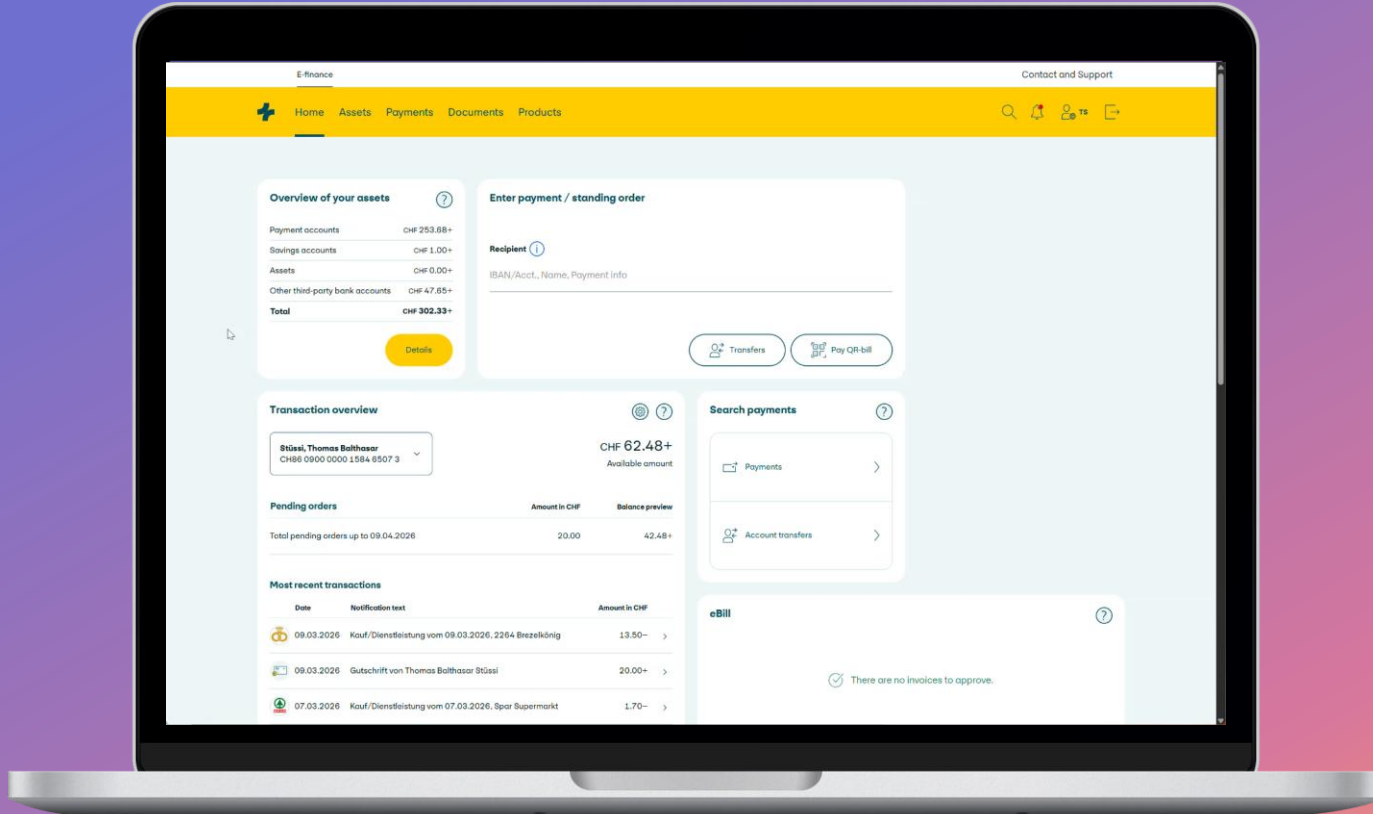 E-finance
Contact and Support
Home Assets Payments Documents Products
TS
Overview of your assets
Payment accounts CHF 253.68+
Savings accounts CHF 1.00+
Assets CHF 0.00+
Other third-party bank accounts CHF 47.65+
Total CHF 302.33+
Details
Enter payment / standing order
Recipient
IBAN/Acct., Name, Payment info
Transfers
Pay QR-bill
Transaction overview
Stüssi, Thomas Balthasar
CH86 0900 0000 1584 6507 3
CHF 62.48+
Available amount
Pending orders Amount in CHF Balance preview
Total pending orders up to 09.04.2026 20.00 42.48+
Most recent transactions
Date Notification text Amount in CHF
09.03.2026 Kauf/Dienstleistung vom 09.03.2026, 2264 Brezelkönig 13.50–
09.03.2026 Gutschrift von Thomas Balthasar Stüssi 20.00+
07.03.2026 Kauf/Dienstleistung vom 07.03.2026, Spar Supermarkt 1.70–
Search payments
Payments
Account transfers
eBill
There are no invoices to approve.